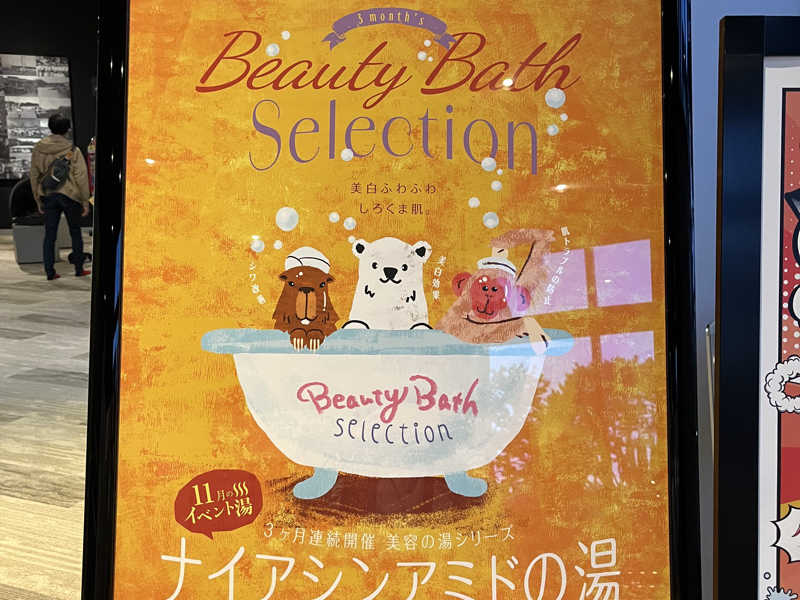 3 month's
Beauty Bath
Selection
美白ふわふわ
しろくま肌。
シワ改善
美白効果
肌トラブルの防止
Beauty Bath
selection
11月の
イベント湯
3ヶ月連続開催 美容の湯シリーズ
ナイアシンアミドの湯